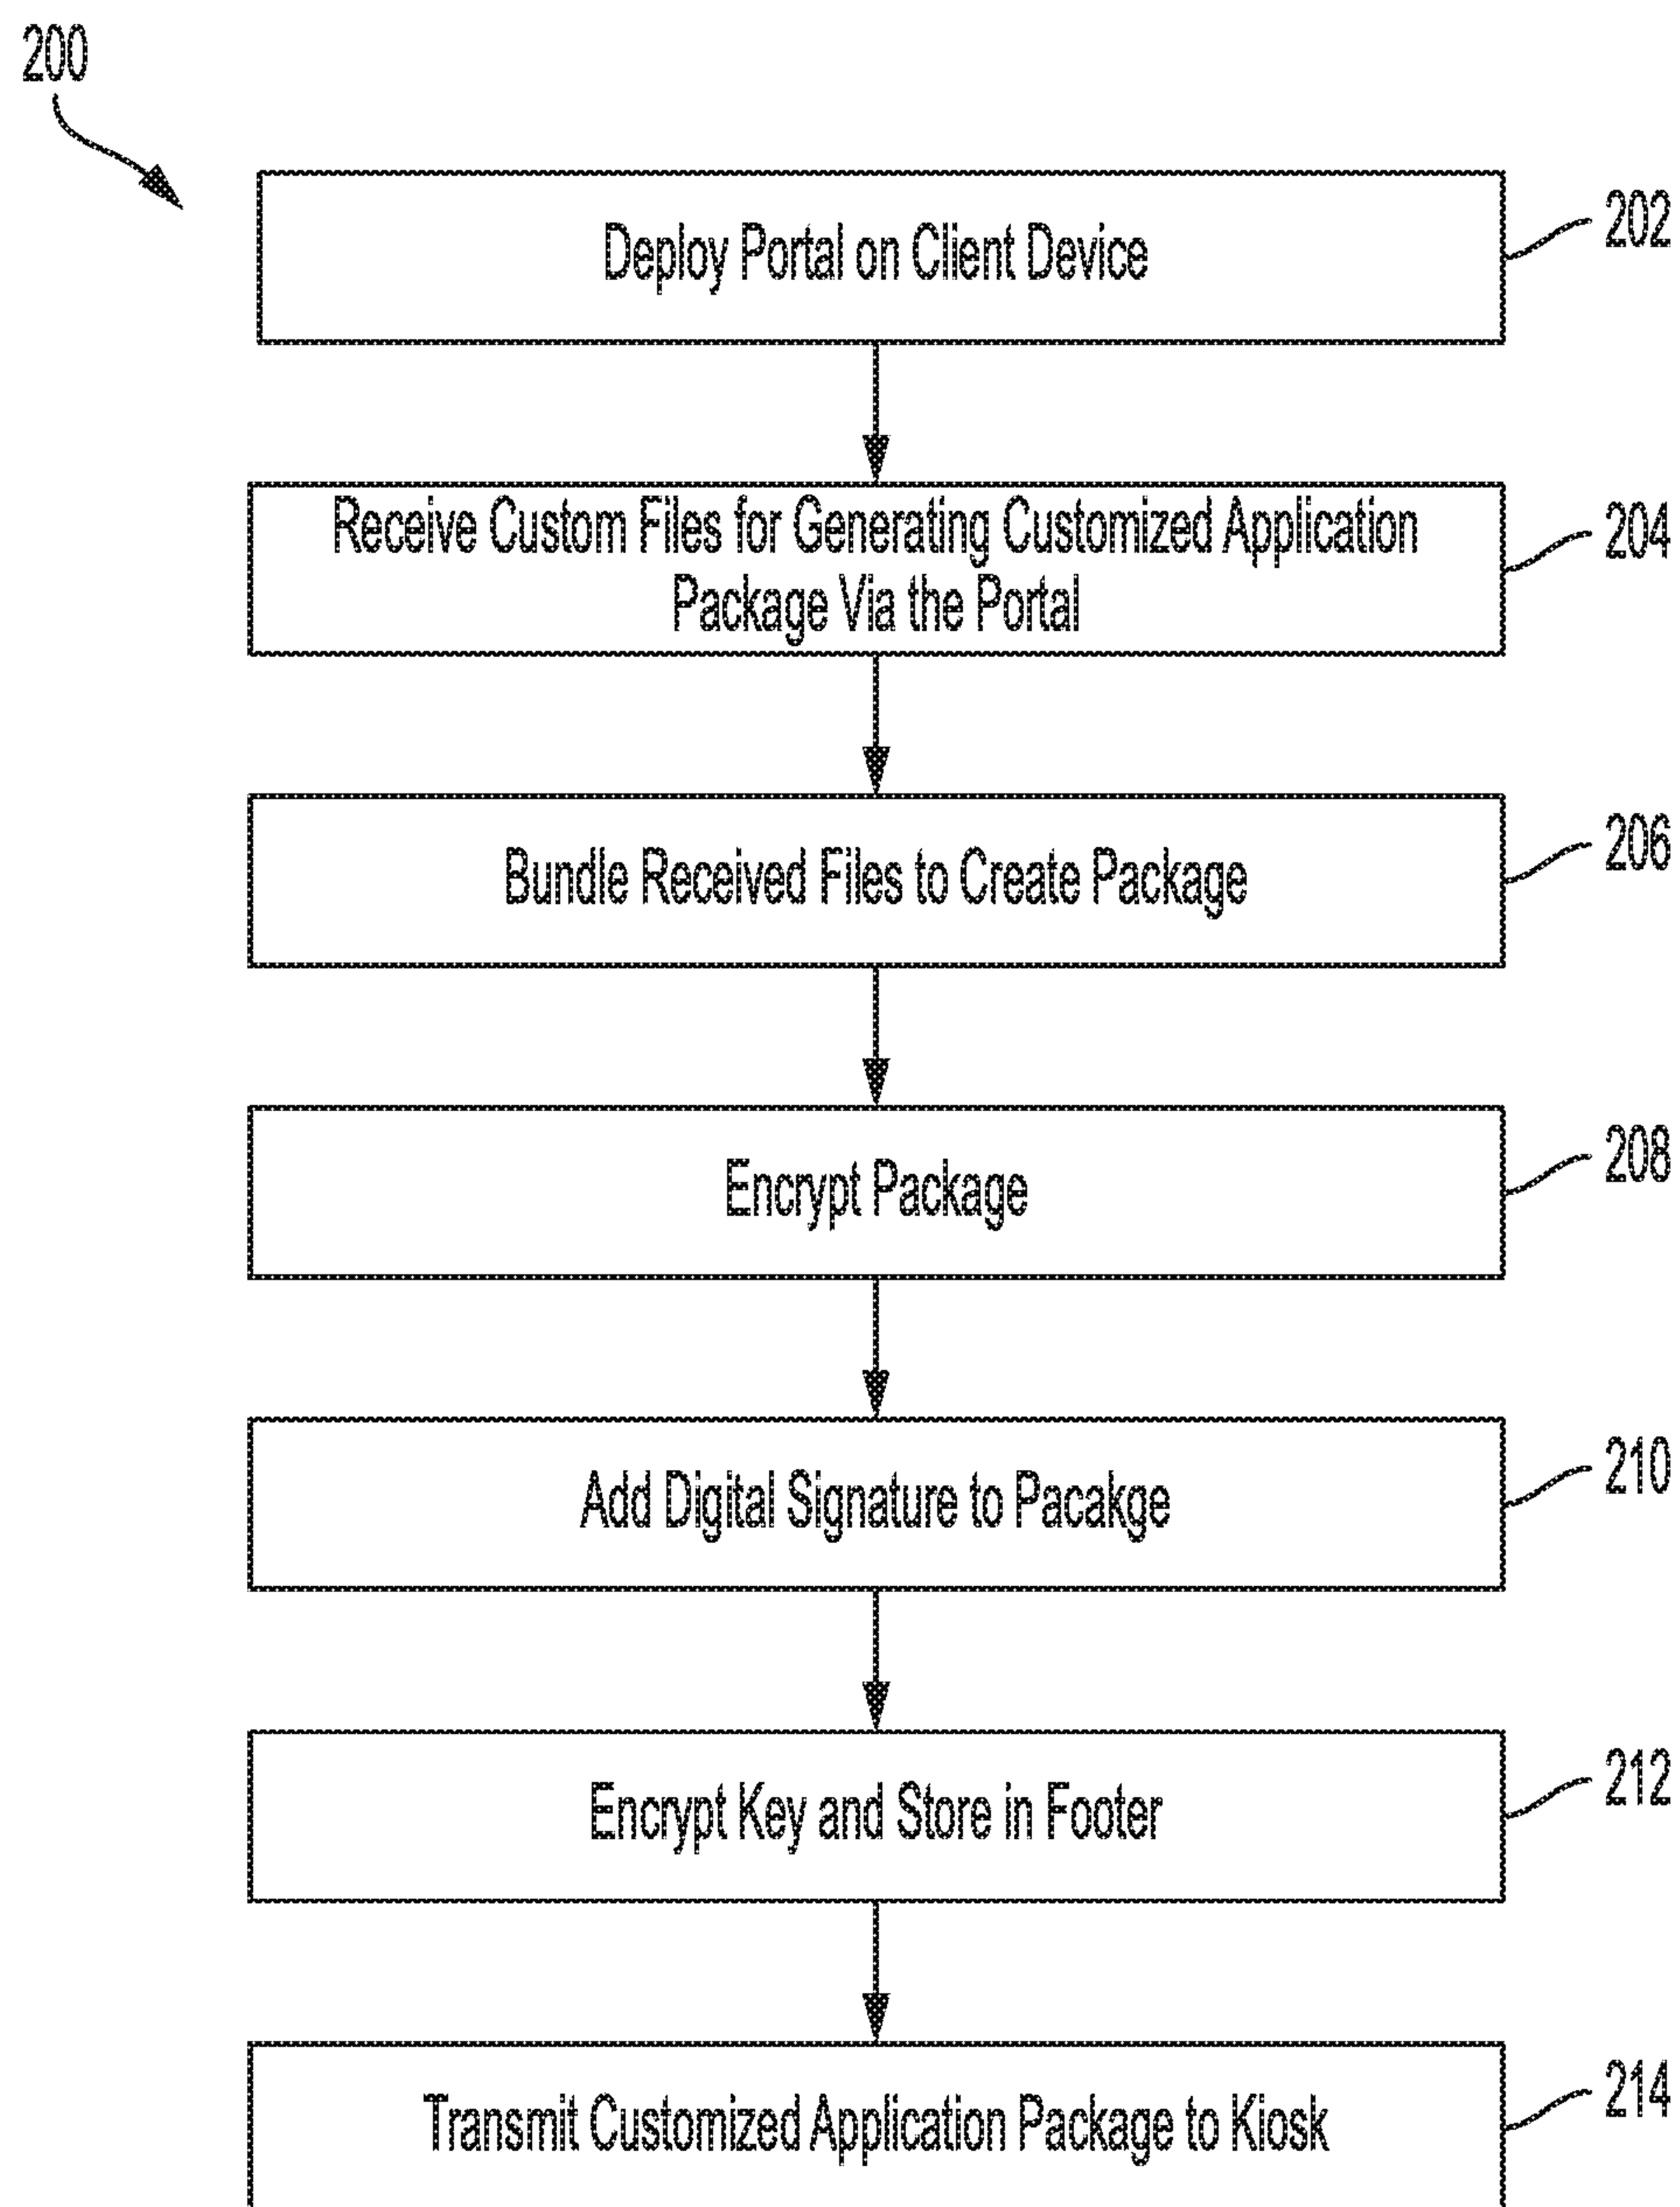 200
Deploy Portal on Client Device
202
Receive Custom Files for Generating Customized Application
Package Via the Portal
204
Bundle Received Files to Create Package
206
Encrypt Package
208
Add Digital Signature to Pacakge
210
Encrypt Key and Store in Footer
212
Transmit Customized Application Package to Kiosk
214